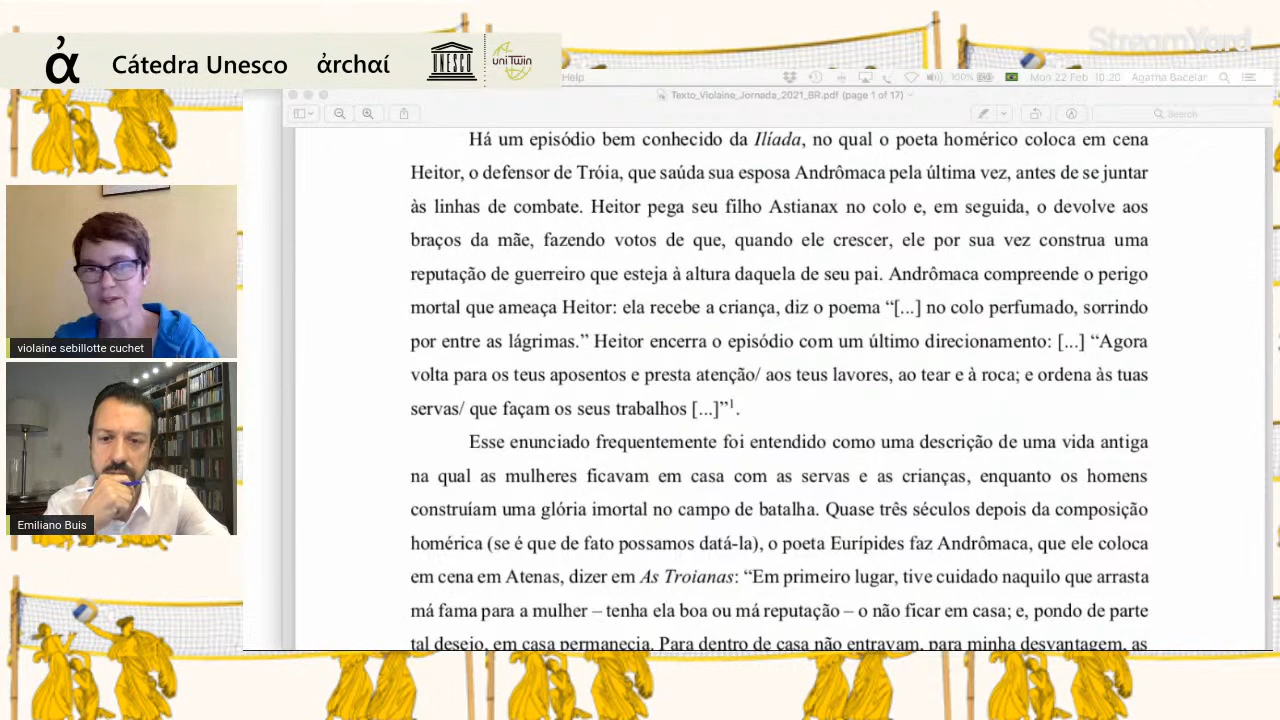 StreamYard
ἀ Cátedra Unesco ἀrchaí UNESCO uniTwin
Help 100% Mon 22 Feb 10:20 Agatha Bacelar
Texto_Violaine_Jornada_2021_BR.pdf (page 1 of 17)
Search
Há um episódio bem conhecido da Ilíada, no qual o poeta homérico coloca em cena
Heitor, o defensor de Tróia, que saúda sua esposa Andrômaca pela última vez, antes de se juntar
às linhas de combate. Heitor pega seu filho Astianax no colo e, em seguida, o devolve aos
braços da mãe, fazendo votos de que, quando ele crescer, ele por sua vez construa uma
reputação de guerreiro que esteja à altura daquela de seu pai. Andrômaca compreende o perigo
mortal que ameaça Heitor: ela recebe a criança, diz o poema “[...] no colo perfumado, sorrindo
por entre as lágrimas.” Heitor encerra o episódio com um último direcionamento: [...] “Agora
volta para os teus aposentos e presta atenção/ aos teus lavores, ao tear e à roca; e ordena às tuas
servas/ que façam os seus trabalhos [...]”1.
Esse enunciado frequentemente foi entendido como uma descrição de uma vida antiga
na qual as mulheres ficavam em casa com as servas e as crianças, enquanto os homens
construíam uma glória imortal no campo de batalha. Quase três séculos depois da composição
homérica (se é que de fato possamos datá-la), o poeta Eurípides faz Andrômaca, que ele coloca
em cena em Atenas, dizer em As Troianas: “Em primeiro lugar, tive cuidado naquilo que arrasta
má fama para a mulher – tenha ela boa ou má reputação – o não ficar em casa; e, pondo de parte
tal desejo, em casa permanecia. Para dentro de casa não entravam, para minha desvantagem, as
violaine sebillotte cuchet
Emiliano Buis